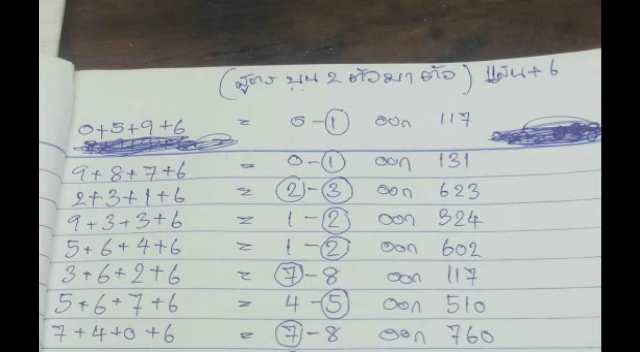 (สูตร บน 2 ตัวมา ตัว) แล้ว+6
0+5+9+6 = 0-1 ออก 117
9+8+7+6 = 0-1 ออก 131
2+3+1+6 = 2-3 ออก 623
9+3+3+6 = 1-2 ออก 324
5+6+4+6 = 1-2 ออก 602
3+6+2+6 = 7-8 ออก 117
5+6+7+6 = 4-5 ออก 510
7+4+0+6 = 7-8 ออก 760